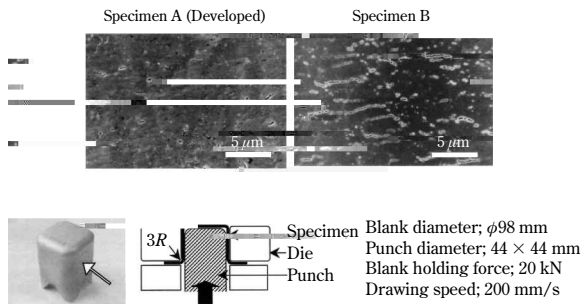 Specimen A (Developed)
Specimen B
5 μm
5 μm
3R
Specimen
Die
Punch
Blank diameter; φ98 mm
Punch diameter; 44 × 44 mm
Blank holding force; 20 kN
Drawing speed; 200 mm/s